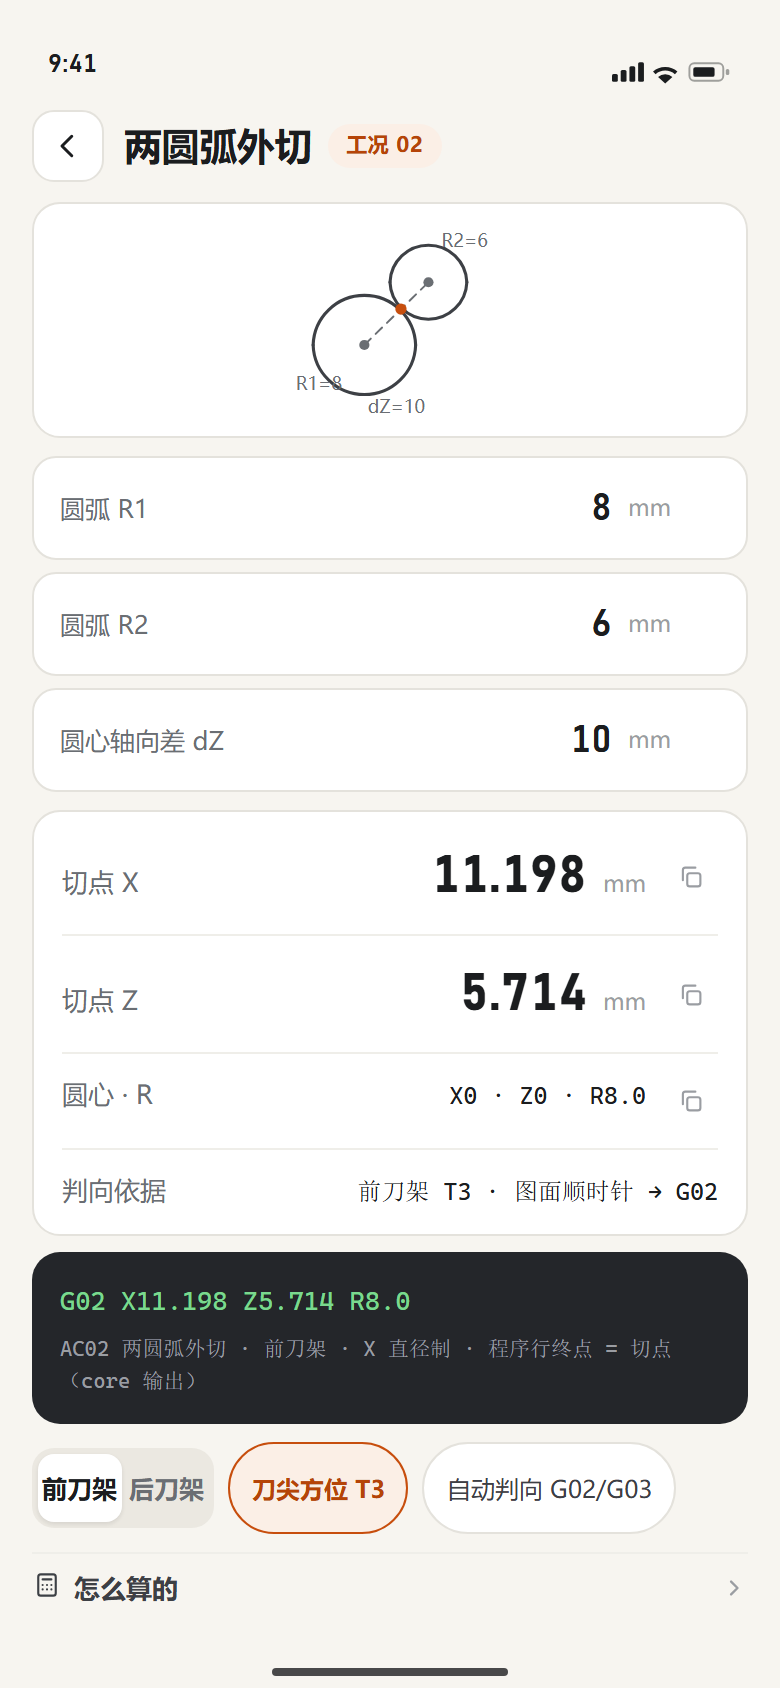 9:41
两圆弧外切 工况 02
R2=6
R1=8
dZ=10
圆弧 R1 8 mm
圆弧 R2 6 mm
圆心轴向差 dZ 10 mm
切点 X 11.198 mm
切点 Z 5.714 mm
圆心 · R X0 · Z0 · R8.0
判向依据 前刀架 T3 · 图面顺时针 → G02
G02 X11.198 Z5.714 R8.0
AC02 两圆弧外切 · 前刀架 · X 直径制 · 程序行终点 = 切点
（core 输出）
前刀架 后刀架 刀尖方位 T3 自动判向 G02/G03
怎么算的